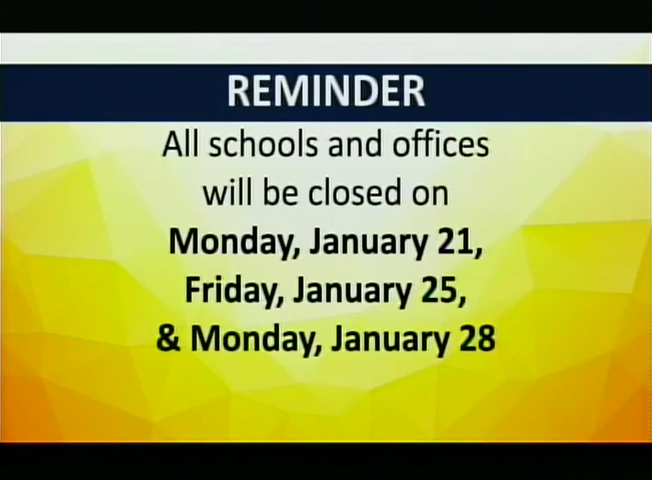 REMINDER
All schools and offices
will be closed on
Monday, January 21,
Friday, January 25,
& Monday, January 28